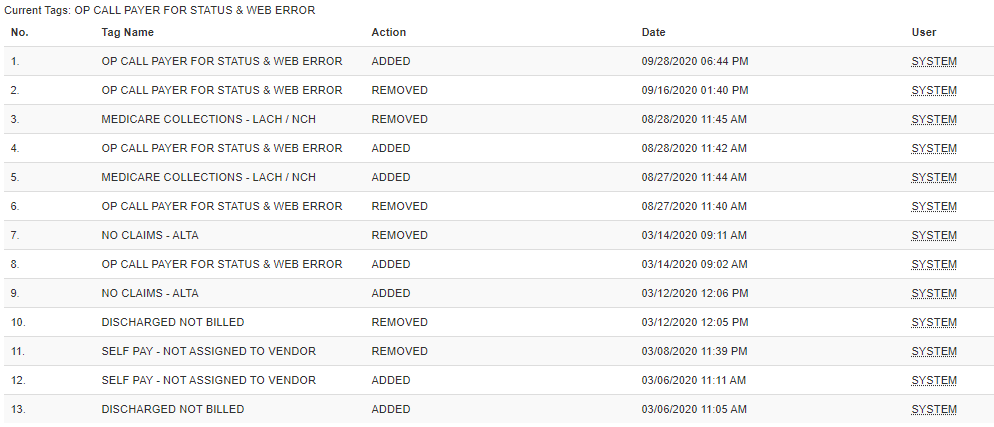 Current Tags: OP CALL PAYER FOR STATUS & WEB ERROR
No. Tag Name Action Date User
1. OP CALL PAYER FOR STATUS & WEB ERROR ADDED 09/28/2020 06:44 PM SYSTEM
2. OP CALL PAYER FOR STATUS & WEB ERROR REMOVED 09/16/2020 01:40 PM SYSTEM
3. MEDICARE COLLECTIONS - LACH / NCH REMOVED 08/28/2020 11:45 AM SYSTEM
4. OP CALL PAYER FOR STATUS & WEB ERROR ADDED 08/28/2020 11:42 AM SYSTEM
5. MEDICARE COLLECTIONS - LACH / NCH ADDED 08/27/2020 11:44 AM SYSTEM
6. OP CALL PAYER FOR STATUS & WEB ERROR REMOVED 08/27/2020 11:40 AM SYSTEM
7. NO CLAIMS - ALTA REMOVED 03/14/2020 09:11 AM SYSTEM
8. OP CALL PAYER FOR STATUS & WEB ERROR ADDED 03/14/2020 09:02 AM SYSTEM
9. NO CLAIMS - ALTA ADDED 03/12/2020 12:06 PM SYSTEM
10. DISCHARGED NOT BILLED REMOVED 03/12/2020 12:05 PM SYSTEM
11. SELF PAY - NOT ASSIGNED TO VENDOR REMOVED 03/08/2020 11:39 PM SYSTEM
12. SELF PAY - NOT ASSIGNED TO VENDOR ADDED 03/06/2020 11:11 AM SYSTEM
13. DISCHARGED NOT BILLED ADDED 03/06/2020 11:05 AM SYSTEM